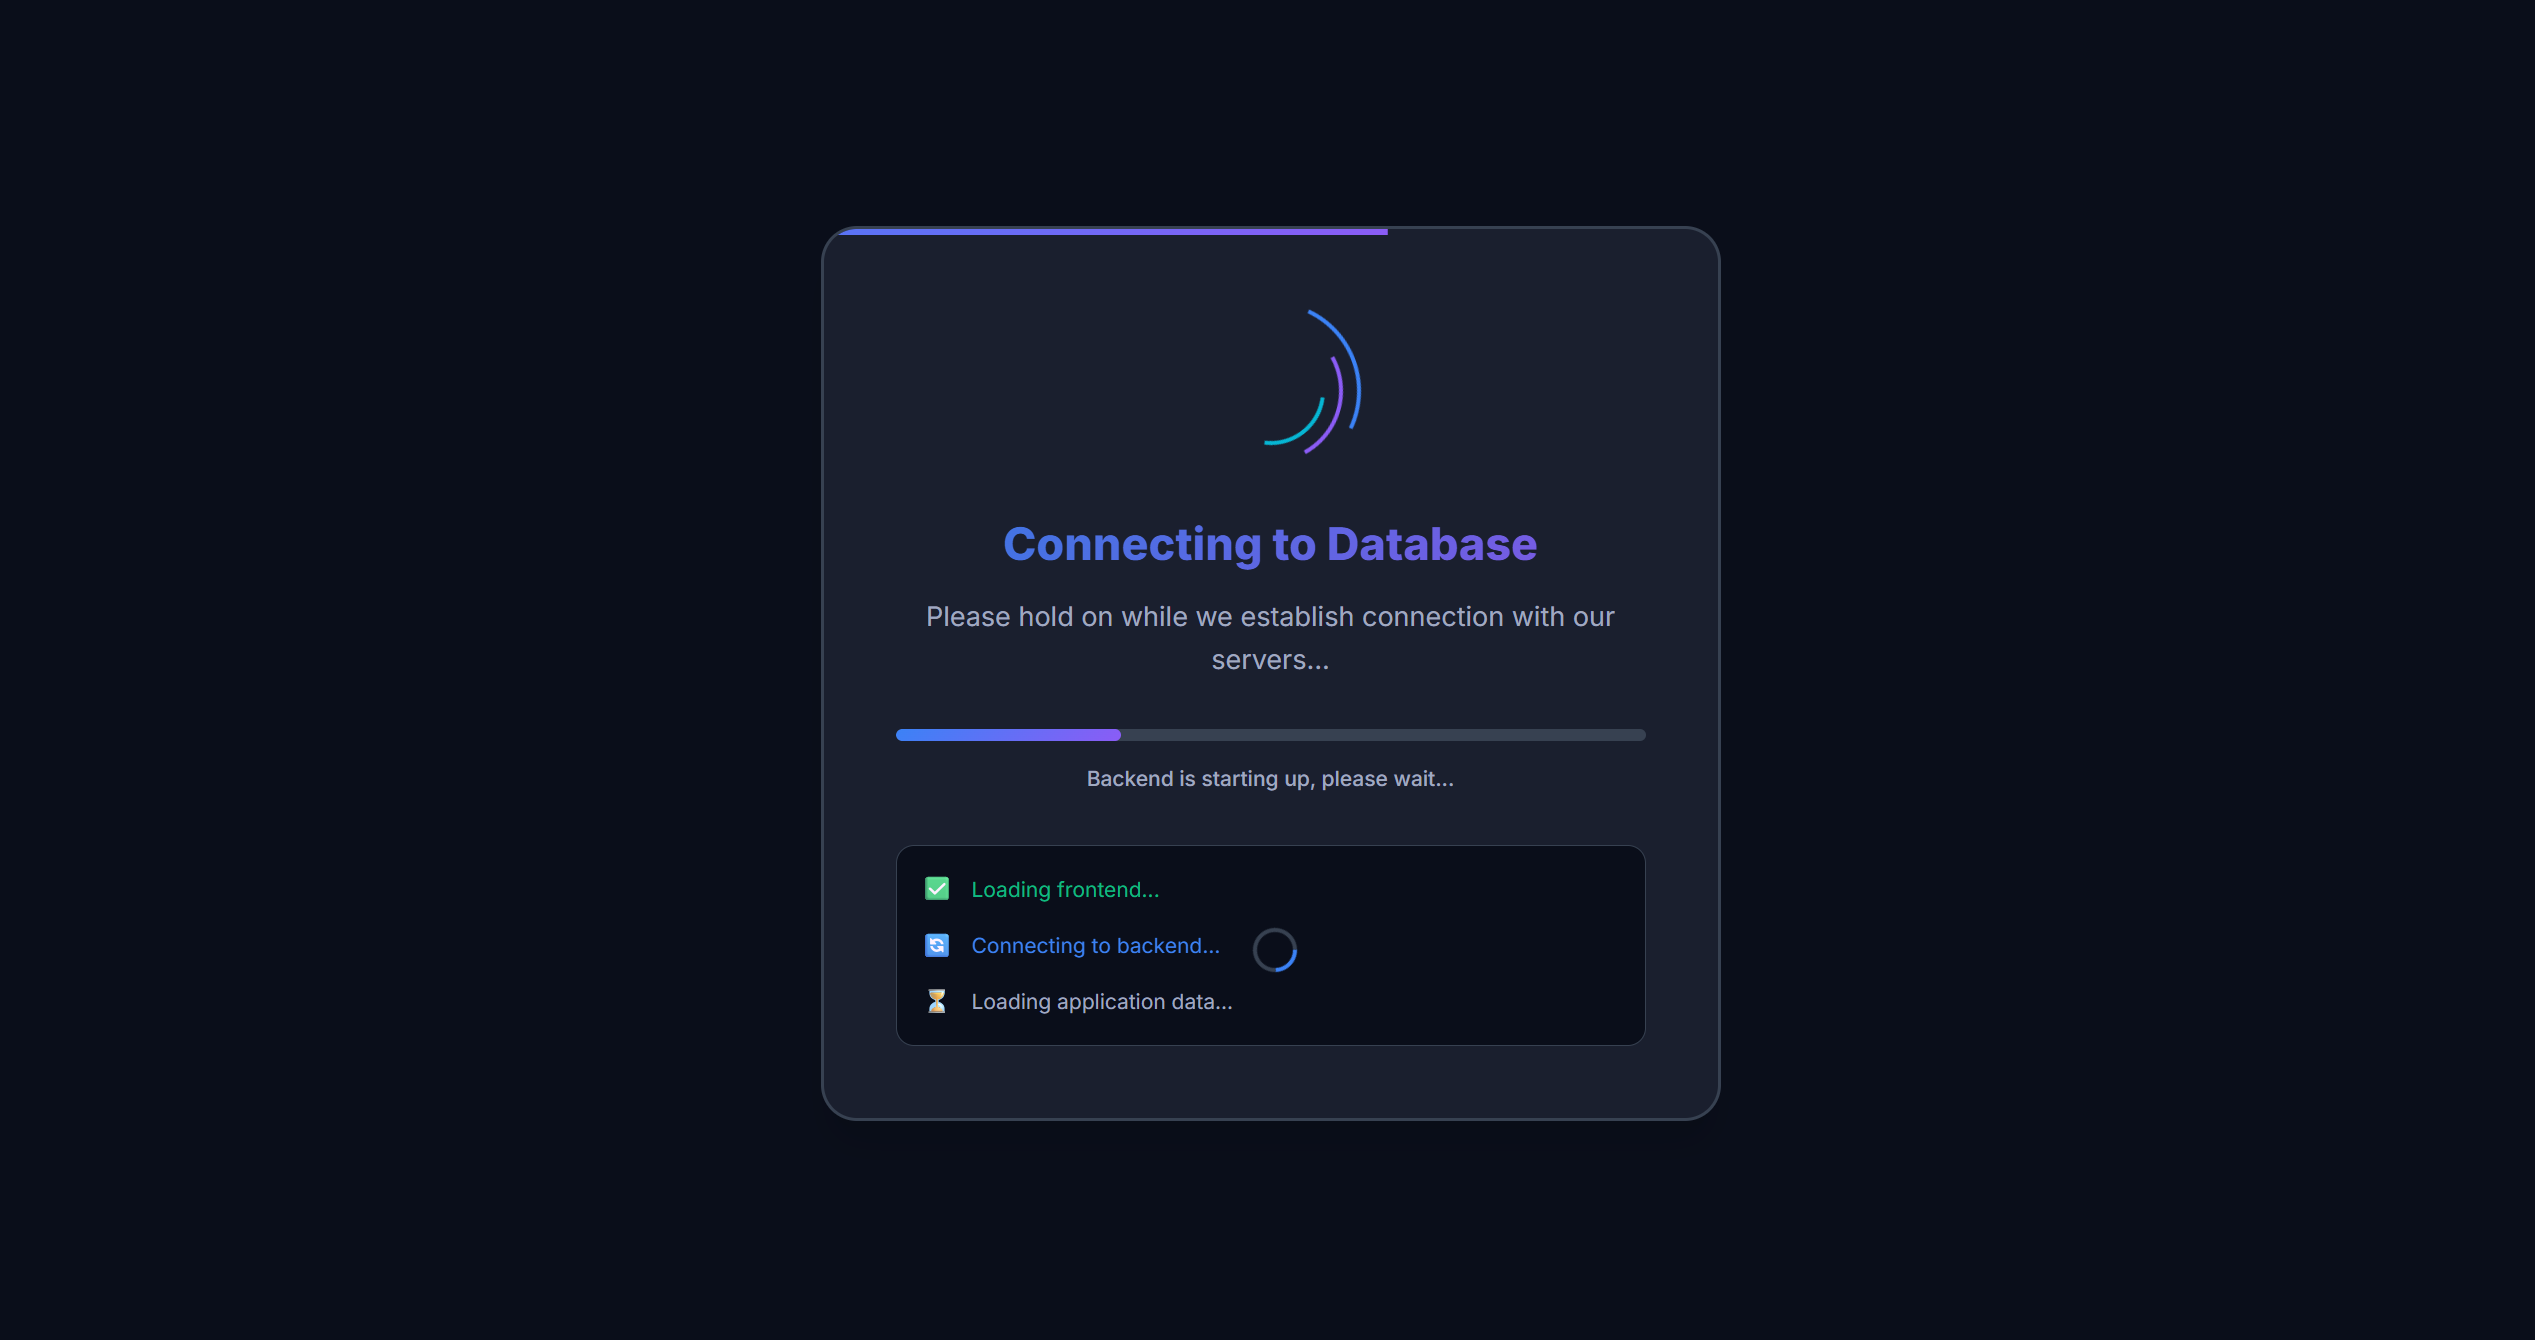 Connecting to Database
Please hold on while we establish connection with our
servers...
Backend is starting up, please wait...
Loading frontend...
Connecting to backend...
Loading application data...